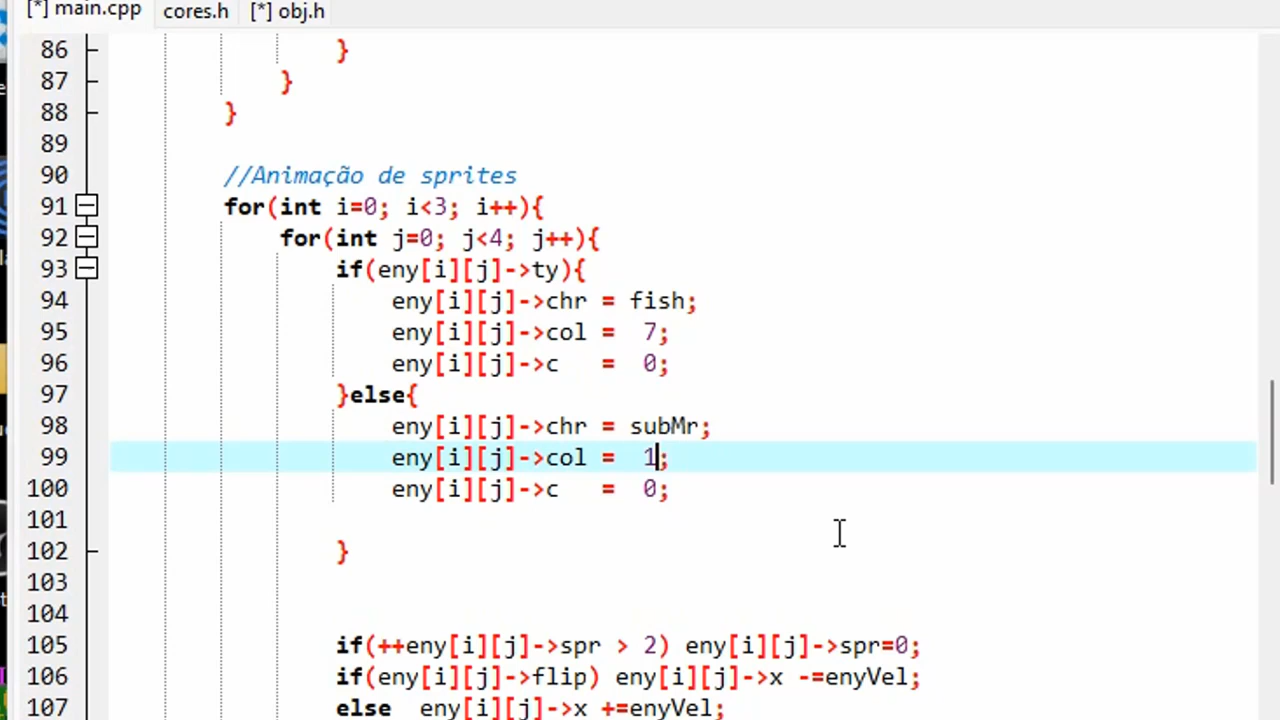 [*] main.cpp cores.h [*] obj.h
86 }
87 }
88 }
89
90 //Animação de sprites
91 for(int i=0; i<3; i++){
92 for(int j=0; j<4; j++){
93 if(eny[i][j]->ty){
94 eny[i][j]->chr = fish;
95 eny[i][j]->col = 7;
96 eny[i][j]->c = 0;
97 }else{
98 eny[i][j]->chr = subMr;
99 eny[i][j]->col = 1;
100 eny[i][j]->c = 0;
101
102 }
103
104
105 if(++eny[i][j]->spr > 2) eny[i][j]->spr=0;
106 if(eny[i][j]->flip) eny[i][j]->x -=enyVel;
107 else eny[i][j]->x +=enyVel;